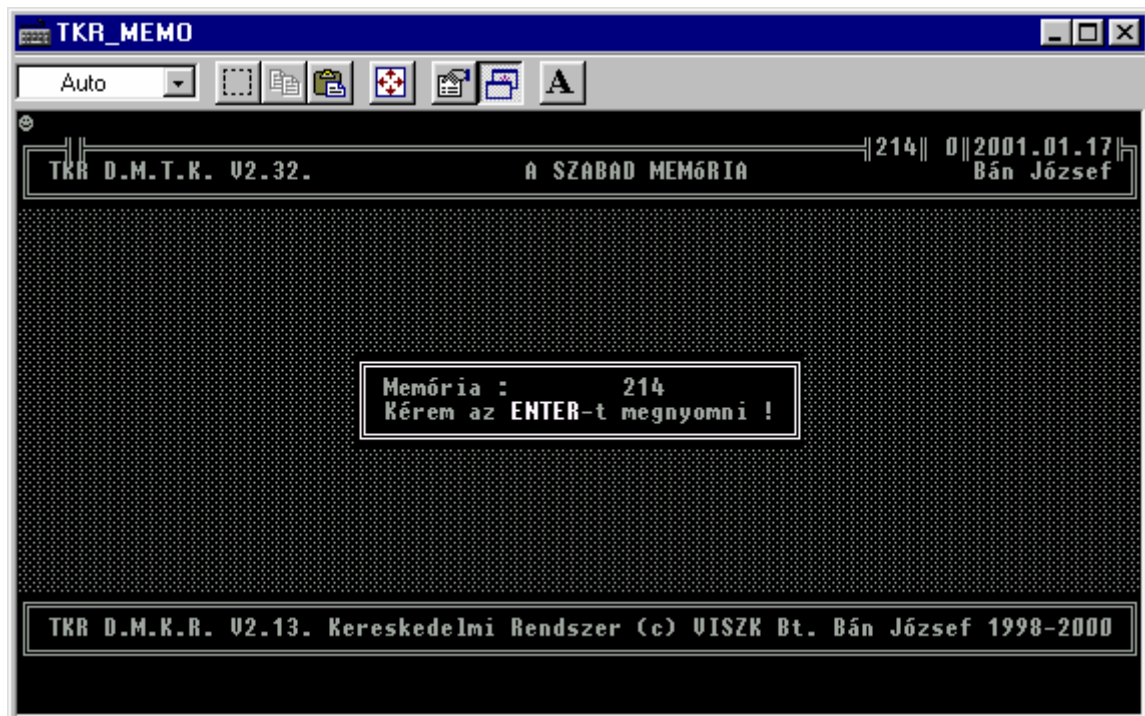 TKR_MEMO
Auto
A
214 0 2001.01.17
TKR D.M.T.K. V2.32. A SZABAD MEMóRIA Bán József
Memória : 214
Kérem az ENTER-t megnyomni !
TKR D.M.K.R. V2.13. Kereskedelmi Rendszer (c) VISZK Bt. Bán József 1998-2000